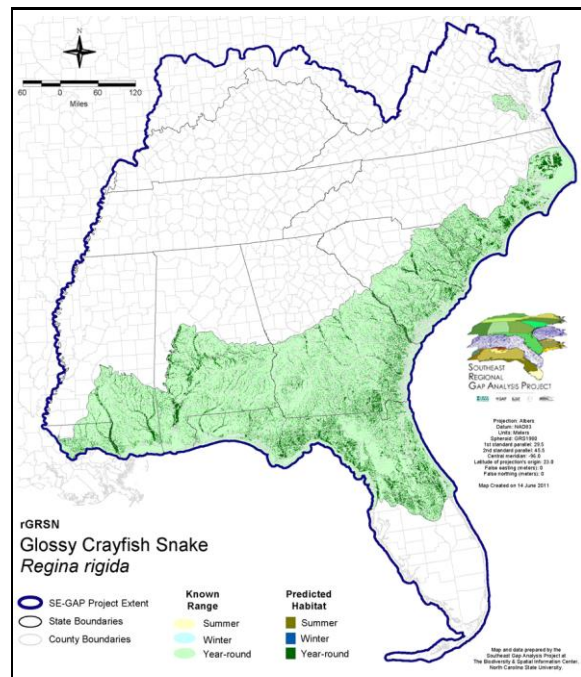 60 0 60 120
Miles
SOUTHEAST
REGIONAL
GAP ANALYSIS PROJECT
Projection: Albers
Datum: NAD83
Units: Meters
Spheroid: GRS1980
1st standard parallel: 29.5
2nd standard parallel: 45.5
Central meridian: -96.0
Latitude of projection's origin: 23.0
False easting (meters): 0
False northing (meters): 0
Map Created on 14 June 2011
rGRSN
Glossy Crayfish Snake
Regina rigida
SE-GAP Project Extent
State Boundaries
County Boundaries
Known
Range
Summer
Winter
Year-round
Predicted
Habitat
Summer
Winter
Year-round
Map and data prepared by the
Southeast Gap Analysis Project at
The Biodiversity & Spatial Information Center,
North Carolina State University.